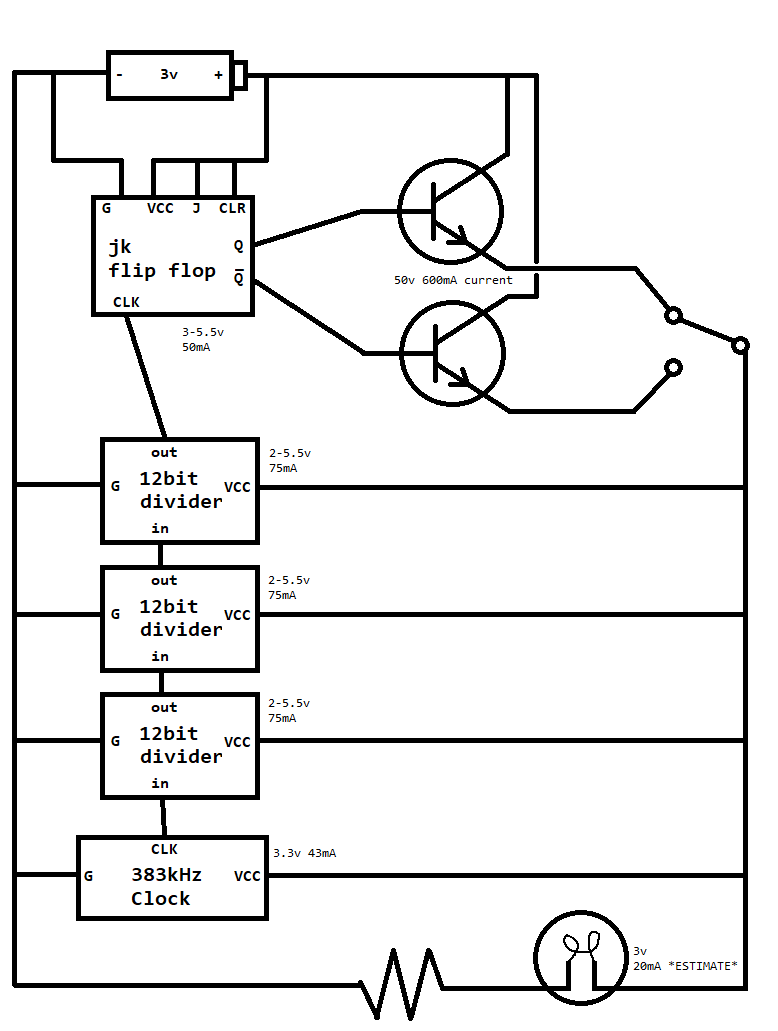 - 3v +
G VCC J CLR
jk
flip flop
Q
Q̅
CLK
3-5.5v
50mA
50v 600mA current
out
12bit
divider
G VCC
in
2-5.5v
75mA
out
12bit
divider
G VCC
in
2-5.5v
75mA
out
12bit
divider
G VCC
in
2-5.5v
75mA
CLK
383kHz
Clock
G VCC
3.3v 43mA
3v
20mA *ESTIMATE*